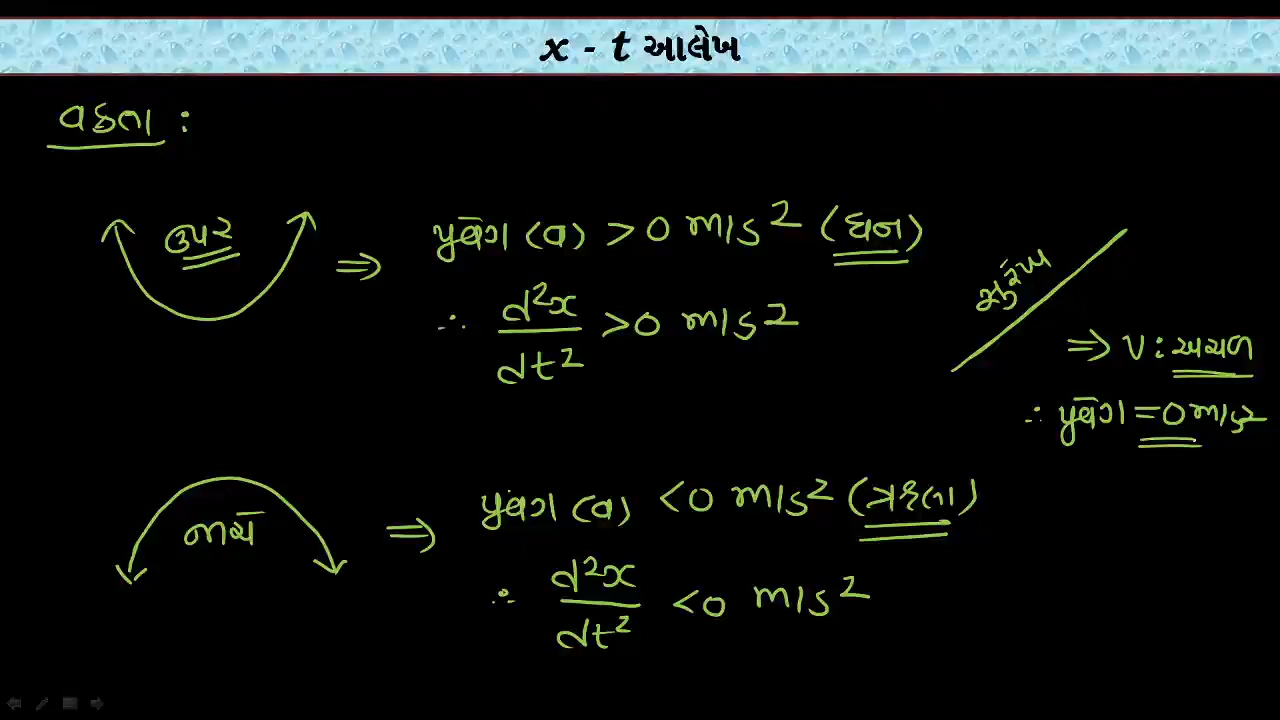 x - t આલેખ
વક્રતા :
ઉપર ⇒ પ્રવેગ (a) > 0 m/s² (ધન)
∴ d²x/dt² > 0 m/s²
સુરેખ
⇒ v : અચળ
∴ પ્રવેગ = 0 m/s²
નીચે ⇒ પ્રવેગ (a) < 0 m/s²
∴ d²x/dt² < 0 m/s²